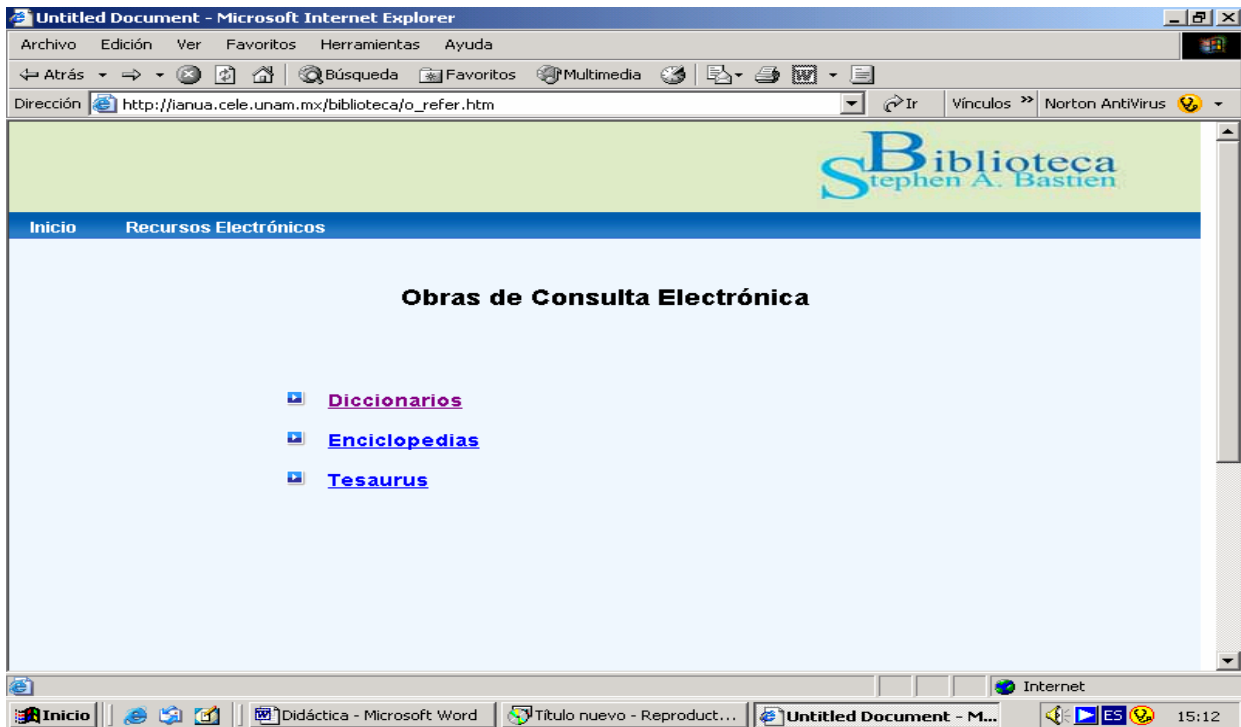 Untitled Document - Microsoft Internet Explorer
Archivo Edición Ver Favoritos Herramientas Ayuda
Atrás Búsqueda Favoritos Multimedia
Dirección http://ianua.cele.unam.mx/biblioteca/o_refer.htm Ir Vínculos » Norton AntiVirus
Biblioteca
Stephen A. Bastien
Inicio Recursos Electrónicos
Obras de Consulta Electrónica
Diccionarios
Enciclopedias
Tesaurus
Internet
Inicio Didáctica - Microsoft Word Título nuevo - Reproduct... Untitled Document - M... ES 15:12